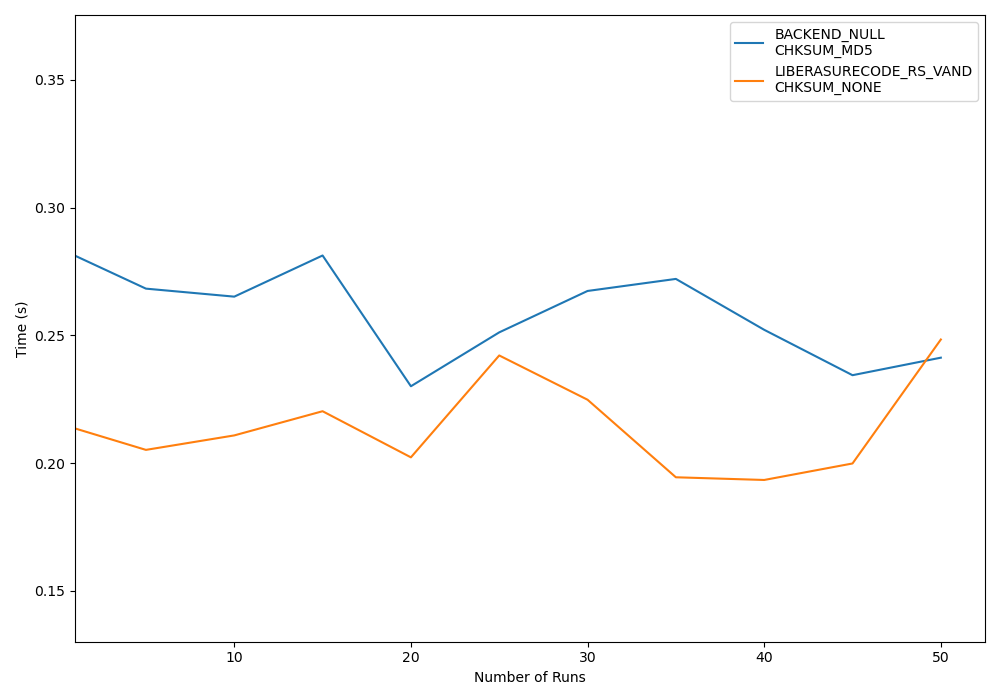 BACKEND_NULL
CHKSUM_MD5
LIBERASURECODE_RS_VAND
CHKSUM_NONE
0.35
0.30
0.25
0.20
0.15
Time (s)
10 20 30 40 50
Number of Runs